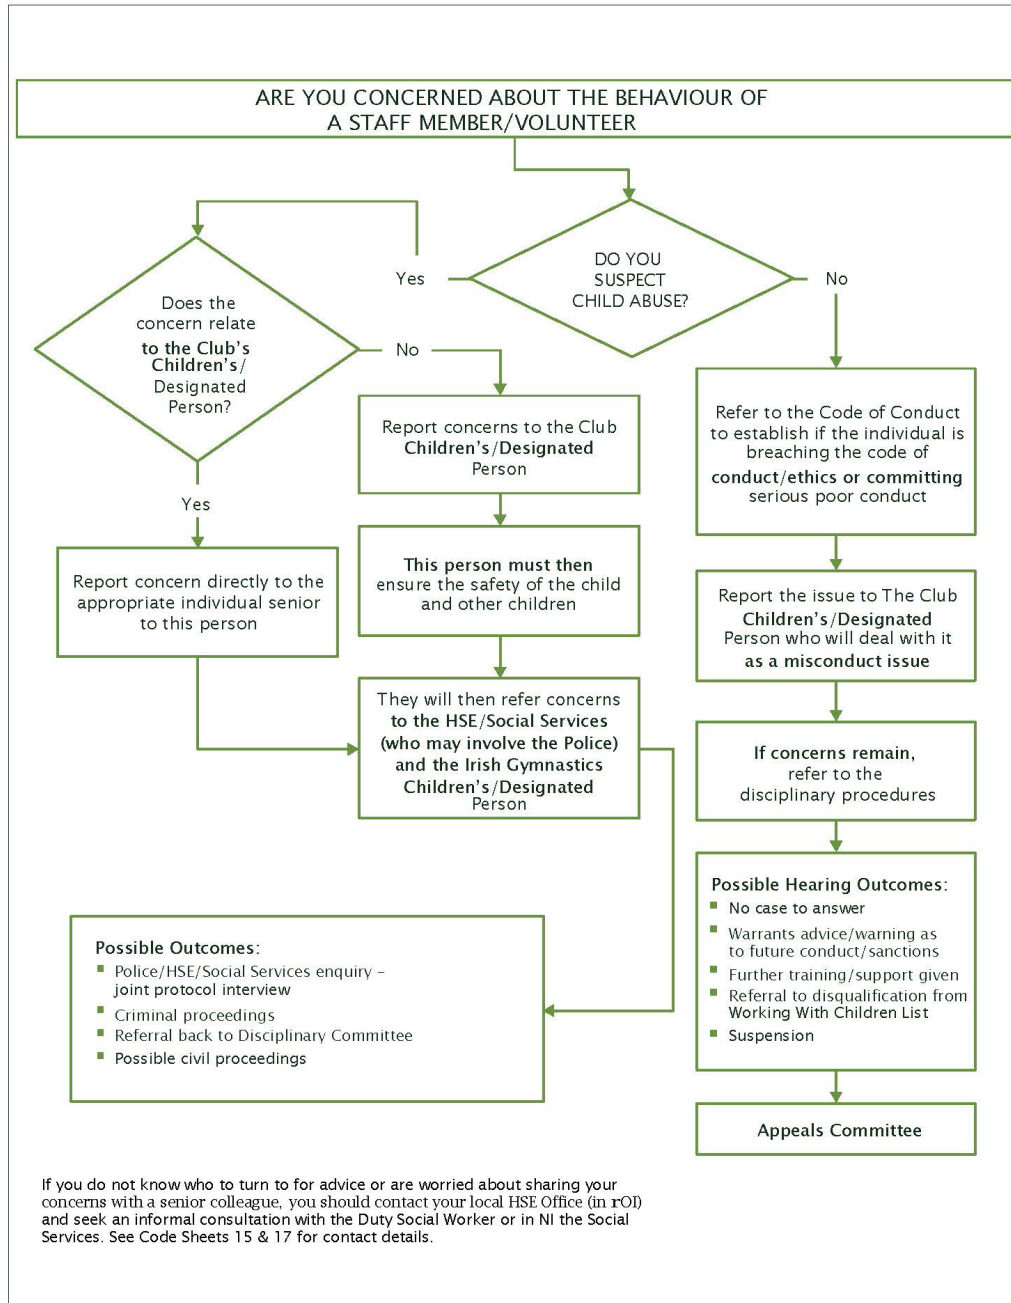 ARE YOU CONCERNED ABOUT THE BEHAVIOUR OF
A STAFF MEMBER/VOLUNTEER
DO YOU
SUSPECT
CHILD ABUSE?
Yes
No
Does the
concern relate
to the Club's
Children's/
Designated
Person?
No
Yes
Report concern directly to the
appropriate individual senior
to this person
Report concerns to the Club
Children's/Designated
Person
This person must then
ensure the safety of the child
and other children
They will then refer concerns
to the HSE/Social Services
(who may involve the Police)
and the Irish Gymnastics
Children's/Designated
Person
Possible Outcomes:
▪ Police/HSE/Social Services enquiry –
joint protocol interview
▪ Criminal proceedings
▪ Referral back to Disciplinary Committee
▪ Possible civil proceedings
Refer to the Code of Conduct
to establish if the individual is
breaching the code of
conduct/ethics or committing
serious poor conduct
Report the issue to The Club
Children's/Designated
Person who will deal with it
as a misconduct issue
If concerns remain,
refer to the
disciplinary procedures
Possible Hearing Outcomes:
▪ No case to answer
▪ Warrants advice/warning as
to future conduct/sanctions
▪ Further training/support given
▪ Referral to disqualification from
Working With Children List
▪ Suspension
Appeals Committee
If you do not know who to turn to for advice or are worried about sharing your
concerns with a senior colleague, you should contact your local HSE Office (in rOI)
and seek an informal consultation with the Duty Social Worker or in NI the Social
Services. See Code Sheets 15 & 17 for contact details.